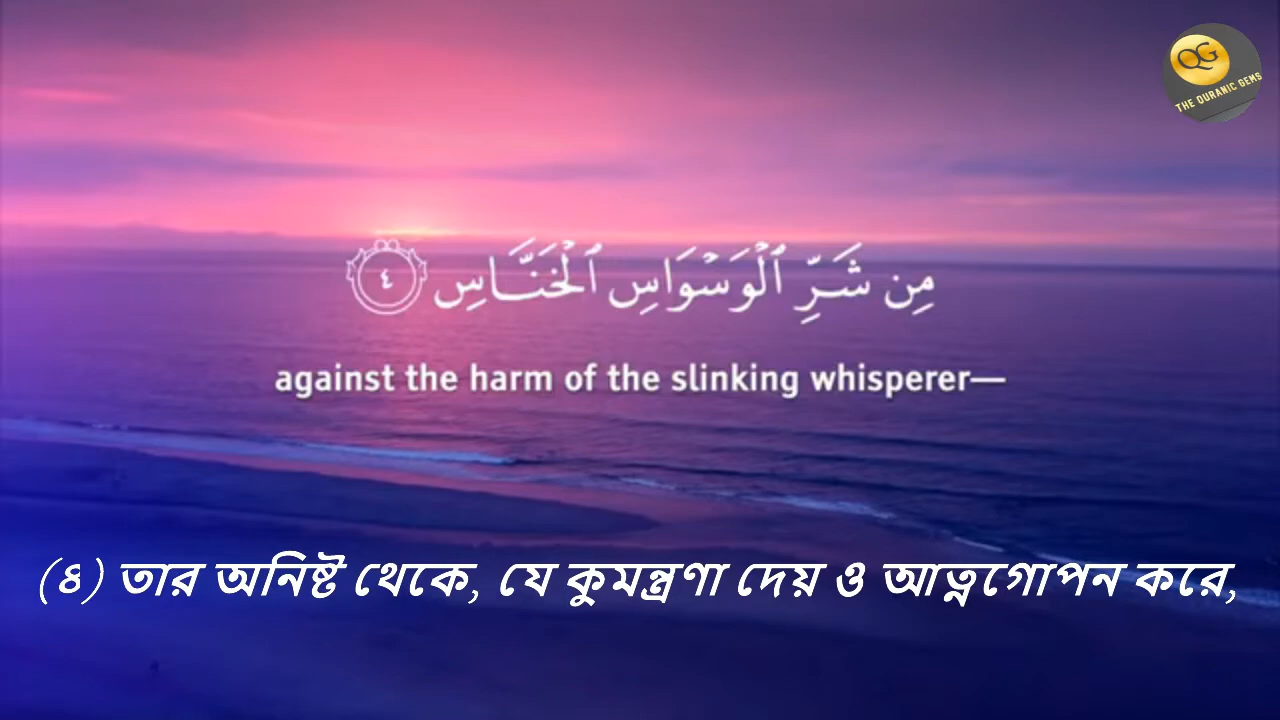 QG
THE QURANIC GEMS
مِن شَرِّ ٱلۡوَسۡوَاسِ ٱلۡخَنَّاسِ ٤
against the harm of the slinking whisperer—
(৪) তার অনিষ্ট থেকে, যে কুমন্ত্রণা দেয় ও আত্নগোপন করে,